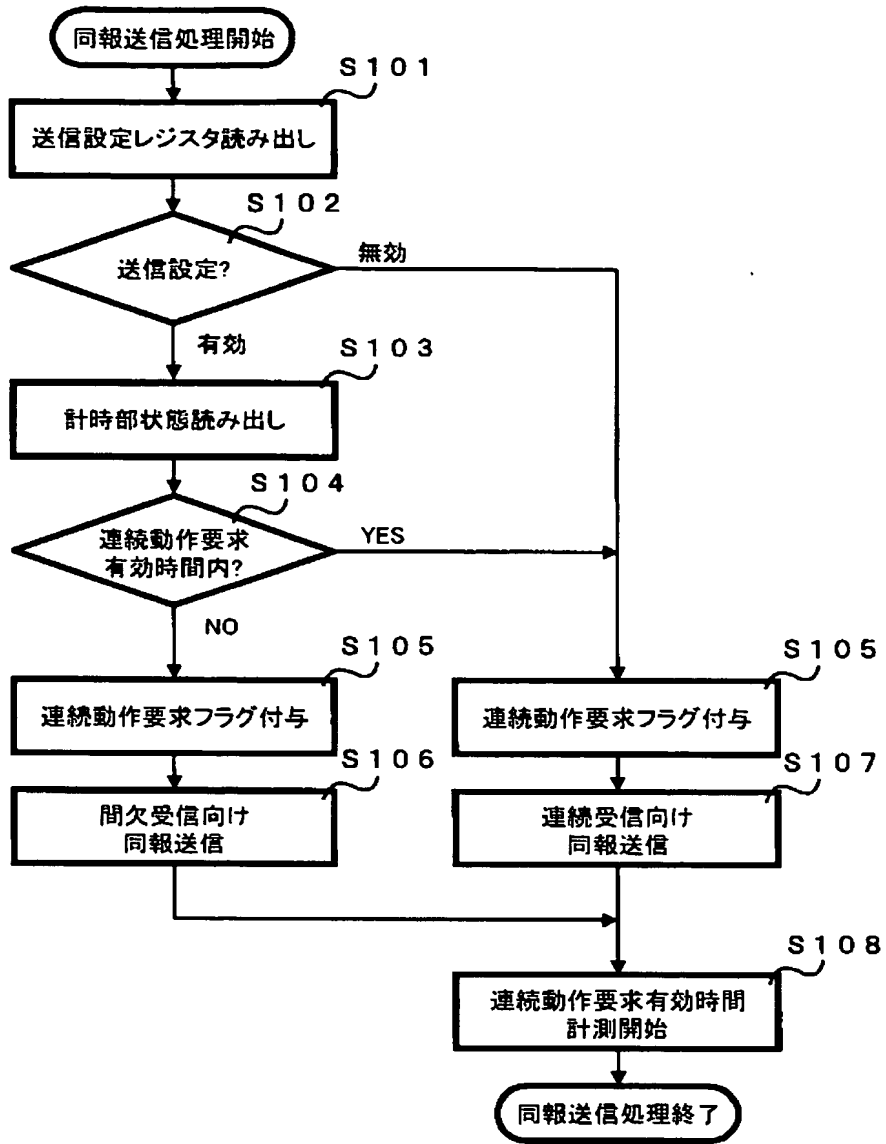 同報送信処理開始
S101
送信設定レジスタ読み出し
S102
送信設定?
無効
有効
S103
計時部状態読み出し
S104
連続動作要求
有効時間内?
YES
NO
S105
連続動作要求フラグ付与
S105
連続動作要求フラグ付与
S106
間欠受信向け
同報送信
S107
連続受信向け
同報送信
S108
連続動作要求有効時間
計測開始
同報送信処理終了